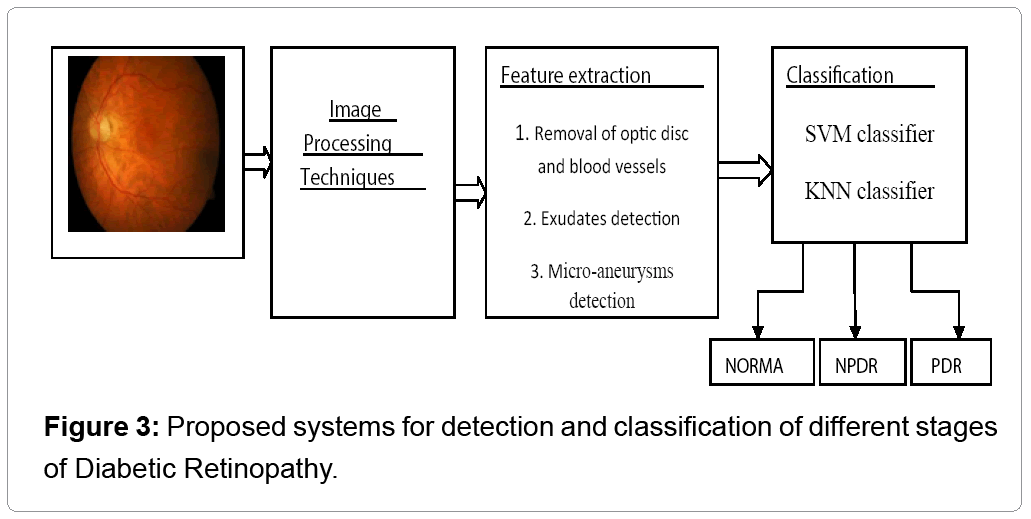 Image
Processing
Techniques
Feature extraction
1. Removal of optic disc
and blood vessels
2. Exudates detection
3. Micro-aneurysms
detection
Classification
SVM classifier
KNN classifier
NORMA
NPDR
PDR
Figure 3: Proposed systems for detection and classification of different stages
of Diabetic Retinopathy.